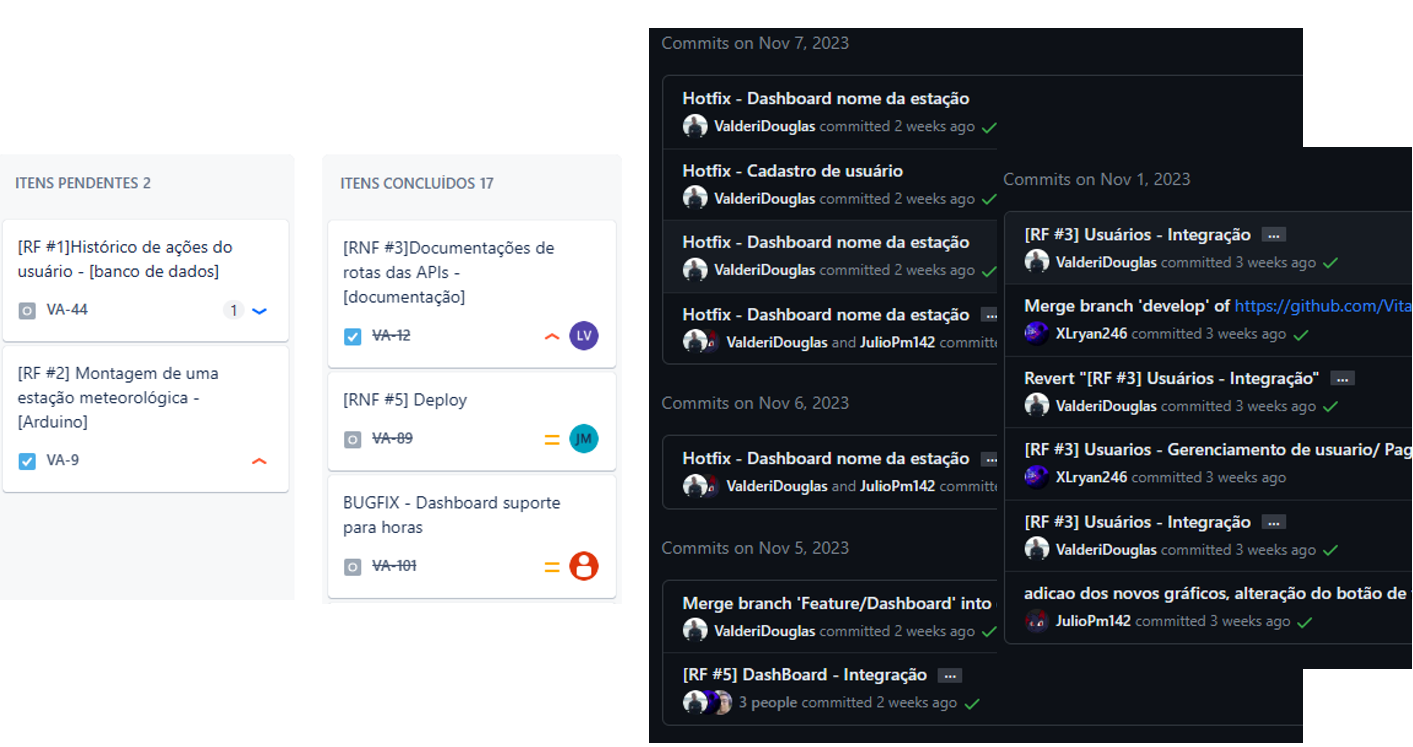 ITENS PENDENTES 2
[RF #1]Histórico de ações do
usuário - [banco de dados]
VA-44
1
[RF #2] Montagem de uma
estação meteorológica -
[Arduino]
VA-9
ITENS CONCLUÍDOS 17
[RNF #3]Documentações de
rotas das APIs -
[documentação]
VA-12
LV
[RNF #5] Deploy
VA-89
JM
BUGFIX - Dashboard suporte
para horas
VA-101
Commits on Nov 7, 2023
Hotfix - Dashboard nome da estação
ValderiDouglas committed 2 weeks ago
Hotfix - Cadastro de usuário
ValderiDouglas committed 2 weeks ago
Hotfix - Dashboard nome da estação
ValderiDouglas committed 2 weeks ago
Hotfix - Dashboard nome da estação ...
ValderiDouglas and JulioPm142 committe
Commits on Nov 6, 2023
Hotfix - Dashboard nome da estação ...
ValderiDouglas and JulioPm142 committe
Commits on Nov 5, 2023
Merge branch 'Feature/Dashboard' into
ValderiDouglas committed 2 weeks ago
[RF #5] DashBoard - Integração ...
3 people committed 2 weeks ago
Commits on Nov 1, 2023
[RF #3] Usuários - Integração ...
ValderiDouglas committed 3 weeks ago
Merge branch 'develop' of https://github.com/Vita
XLryan246 committed 3 weeks ago
Revert "[RF #3] Usuários - Integração" ...
ValderiDouglas committed 3 weeks ago
[RF #3] Usuarios - Gerenciamento de usuario/ Pag
XLryan246 committed 3 weeks ago
[RF #3] Usuários - Integração ...
ValderiDouglas committed 3 weeks ago
adicao dos novos gráficos, alteração do botão de
JulioPm142 committed 3 weeks ago